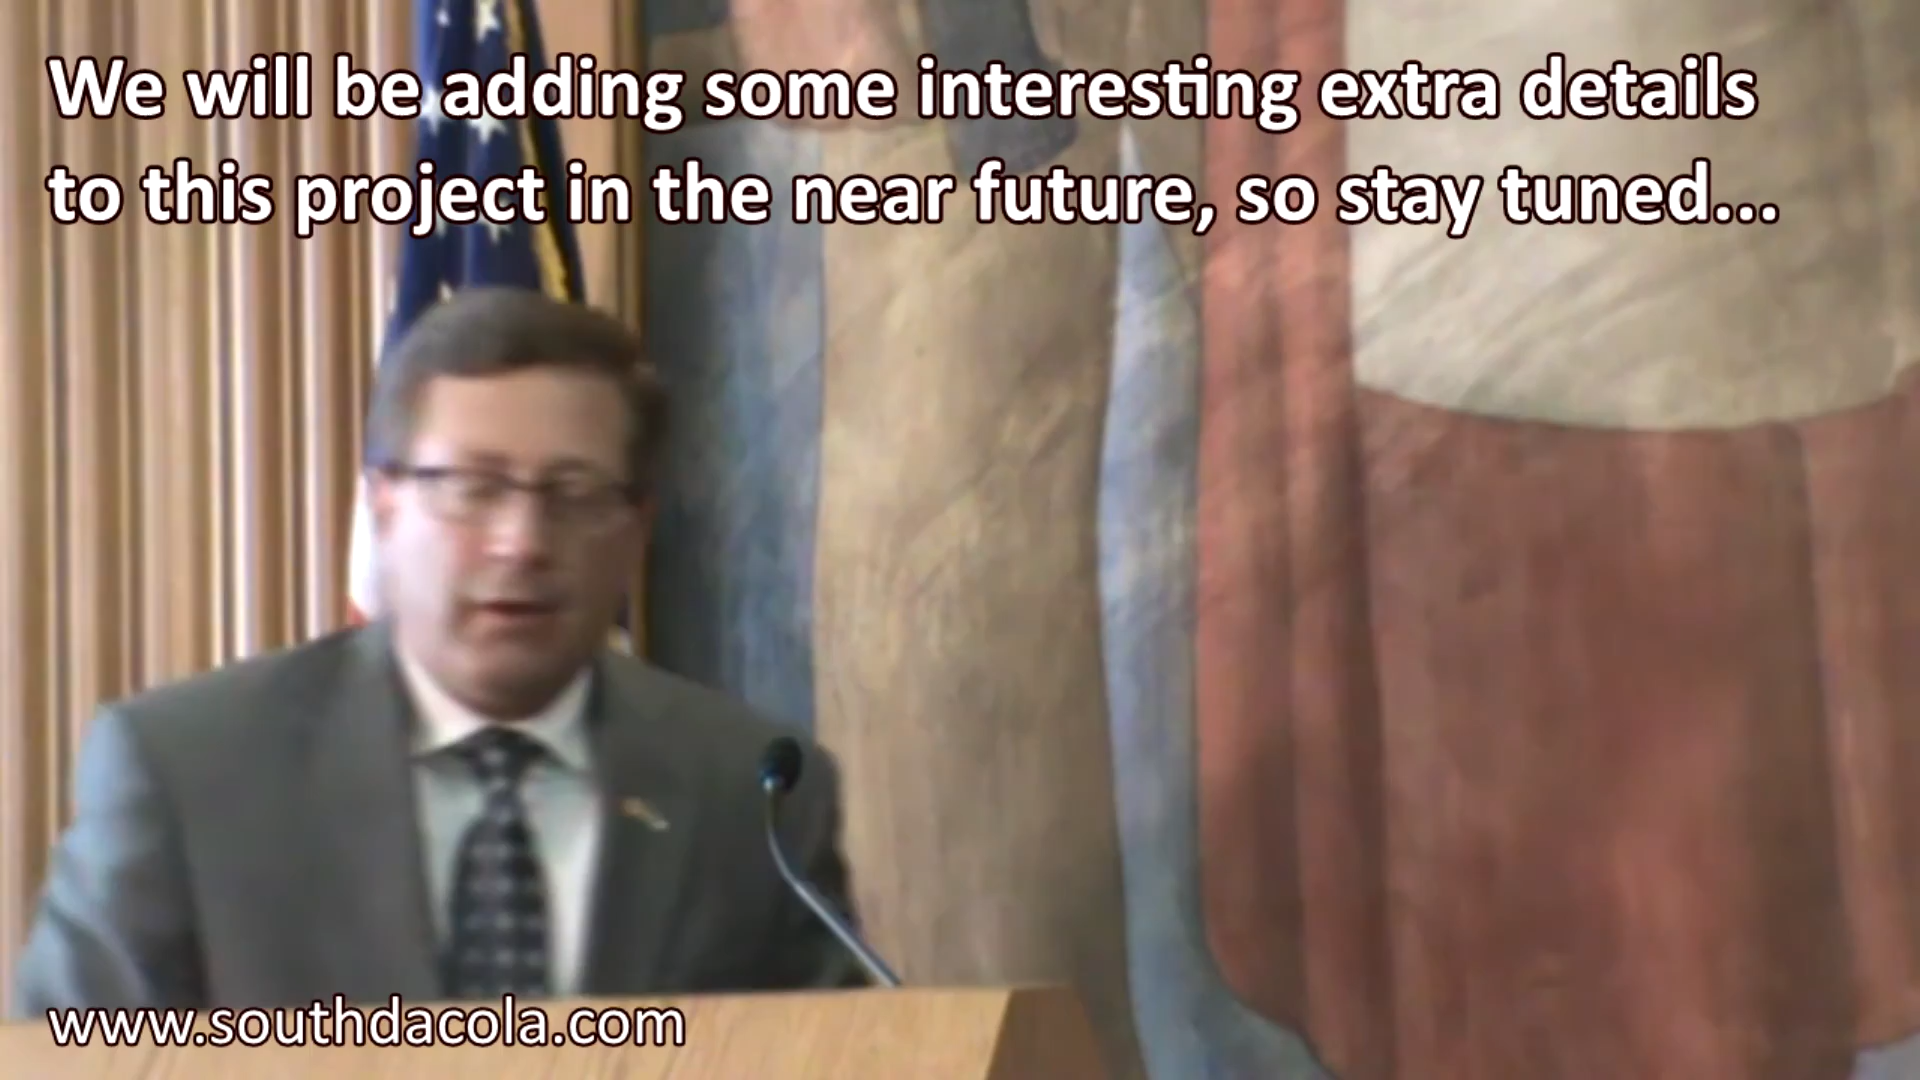 We will be adding some interesting extra details
to this project in the near future, so stay tuned...
www.southdacola.com